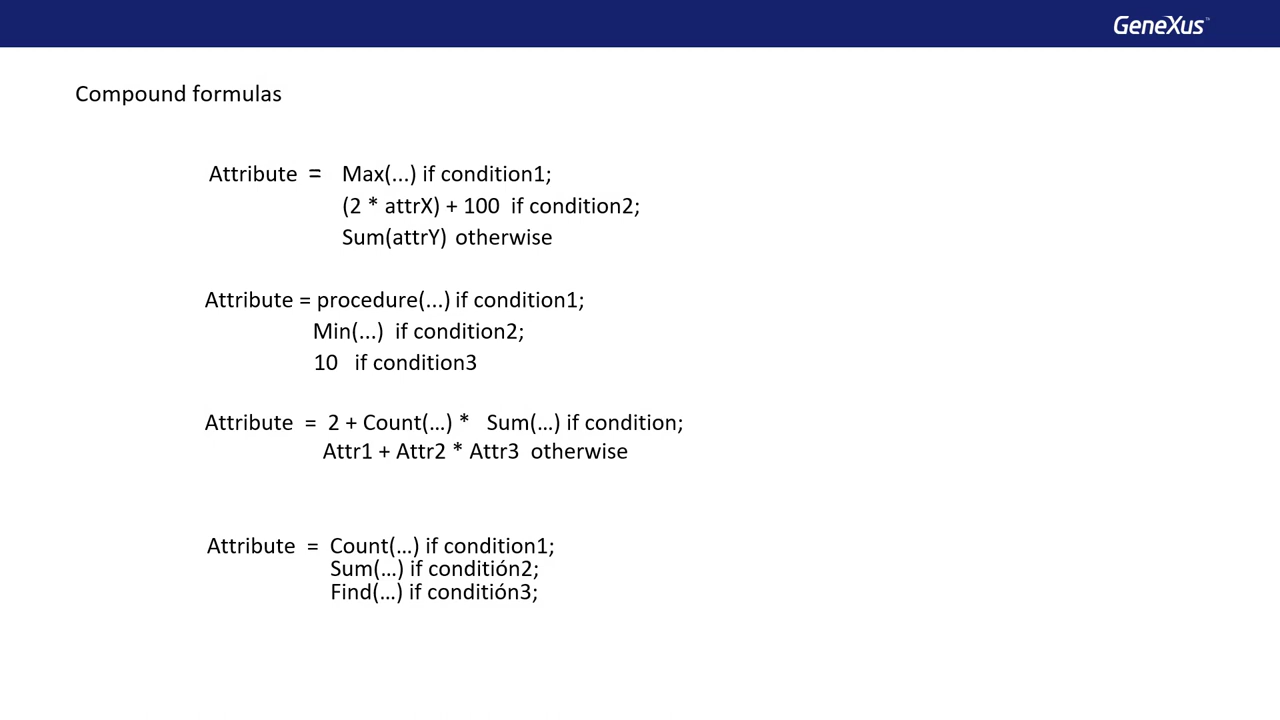 GeneXus™
Compound formulas
Attribute = Max(...) if condition1;
(2 * attrX) + 100 if condition2;
Sum(attrY) otherwise
Attribute = procedure(...) if condition1;
Min(...) if condition2;
10 if condition3
Attribute = 2 + Count(...) * Sum(...) if condition;
Attr1 + Attr2 * Attr3 otherwise
Attribute = Count(...) if condition1;
Sum(...) if conditión2;
Find(...) if conditión3;